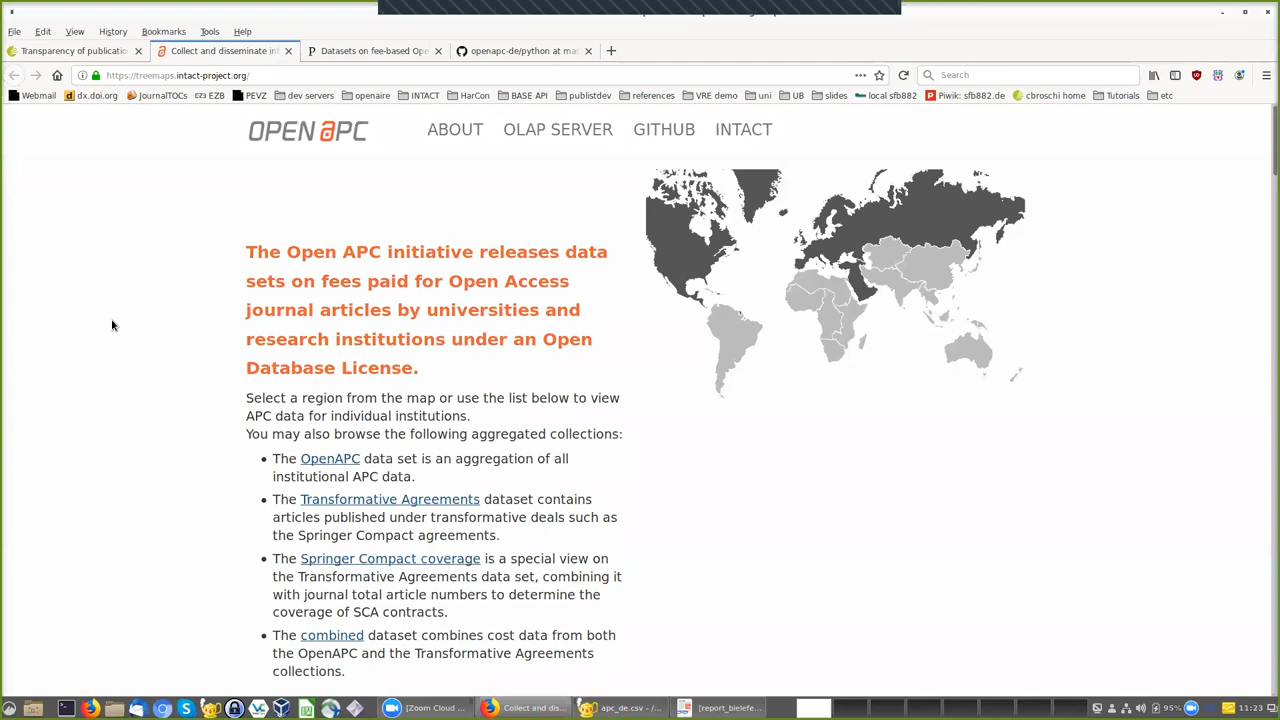 File Edit View History Bookmarks Tools Help
Transparency of publicatio × Collect and disseminate in × P Datasets on fee-based Ope × openapc-de/python at ma × +
https://treemaps.intact-project.org/ Search
Webmail dx.doi.org JournalTOCs EZB EZB PEVZ dev servers openaire INTACT HarCon BASE API publistdev references VRE demo uni UB slides local sfb882 Piwik: sfb882.de cbroschi home Tutorials etc
OPEN APC ABOUT OLAP SERVER GITHUB INTACT
The Open APC initiative releases data
sets on fees paid for Open Access
journal articles by universities and
research institutions under an Open
Database License.
Select a region from the map or use the list below to view
APC data for individual institutions.
You may also browse the following aggregated collections:
• The OpenAPC data set is an aggregation of all
institutional APC data.
• The Transformative Agreements dataset contains
articles published under transformative deals such as
the Springer Compact agreements.
• The Springer Compact coverage is a special view on
the Transformative Agreements data set, combining it
with journal total article numbers to determine the
coverage of SCA contracts.
• The combined dataset combines cost data from both
the OpenAPC and the Transformative Agreements
collections.
[Zoom Cloud ... Collect and dis... apc_de.csv - /... [report_bielefe... 95% 11:23